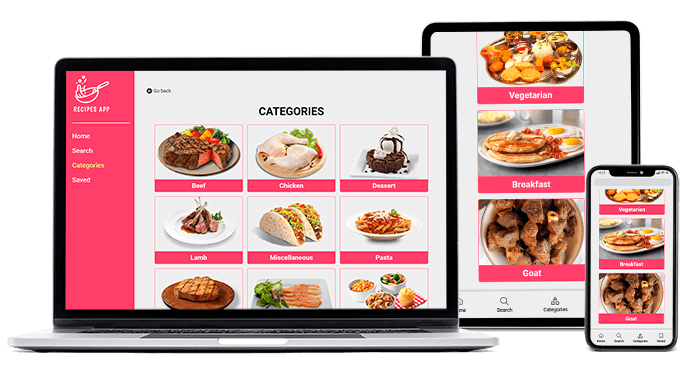 RECIPES APP
Home
Search
Categories
Saved
Go back
CATEGORIES
Beef
Chicken
Dessert
Lamb
Miscellaneous
Pasta
Vegetarian
Breakfast
Goat
ome
Search
Categories
Vegetarian
Breakfast
Goat
Home
Search
Categories
Saved